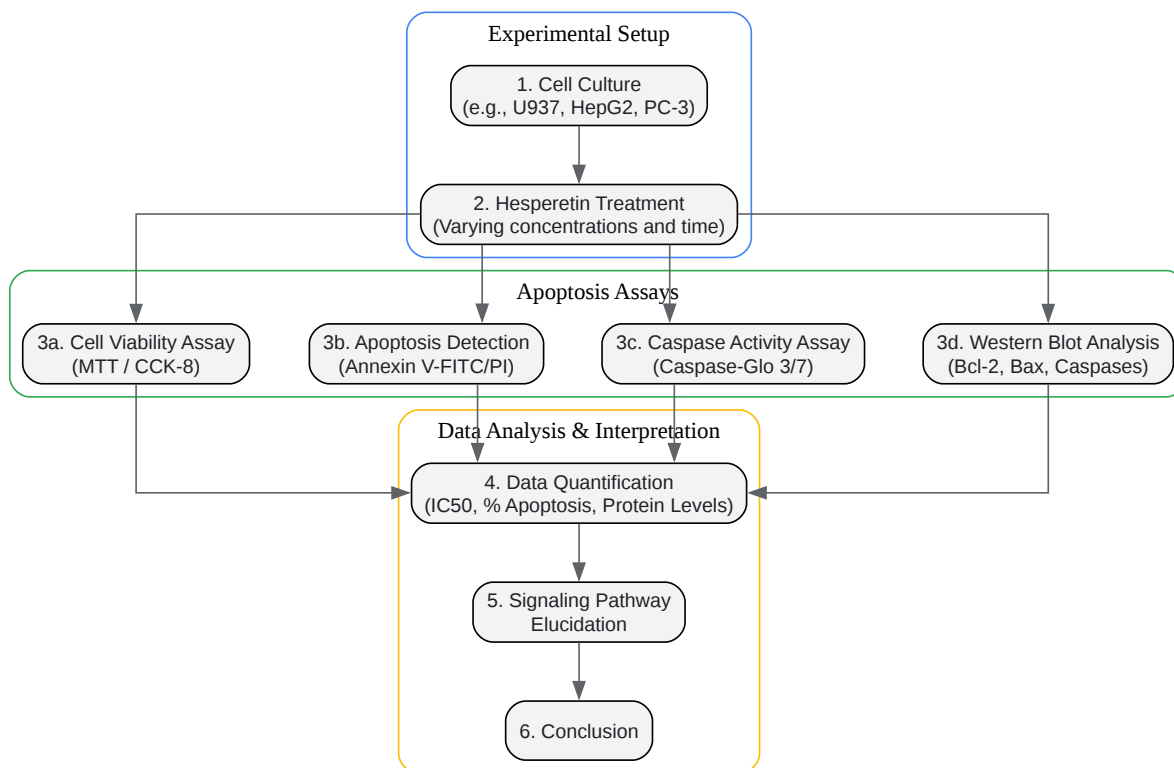 Experimental Setup
1. Cell Culture
(e.g., U937, HepG2, PC-3)
2. Hesperetin Treatment
(Varying concentrations and time)
Apoptosis Assays
3a. Cell Viability Assay
(MTT / CCK-8)
3b. Apoptosis Detection
(Annexin V-FITC/PI)
3c. Caspase Activity Assay
(Caspase-Glo 3/7)
3d. Western Blot Analysis
(Bcl-2, Bax, Caspases)
Data Analysis & Interpretation
4. Data Quantification
(IC50, % Apoptosis, Protein Levels)
5. Signaling Pathway
Elucidation
6. Conclusion